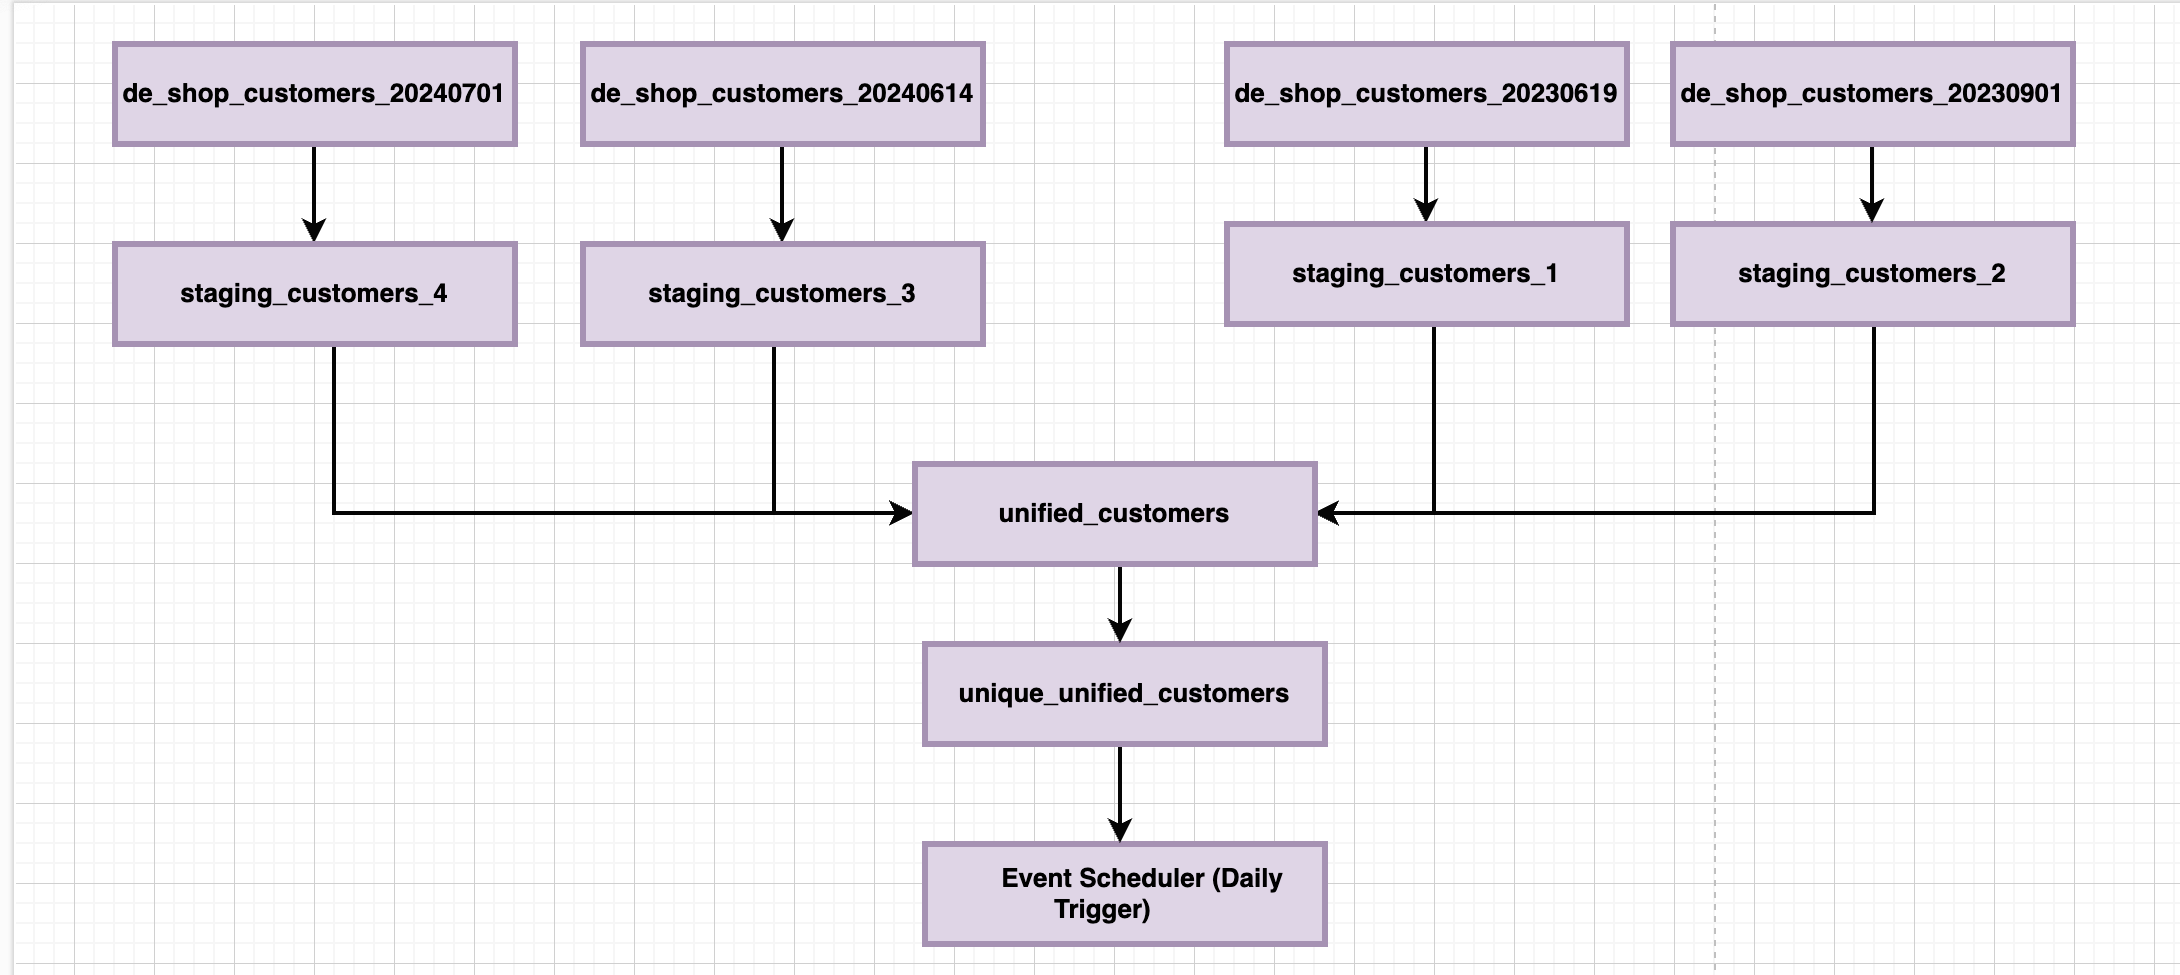 de_shop_customers_20240701
de_shop_customers_20240614
de_shop_customers_20230619
de_shop_customers_20230901
staging_customers_4
staging_customers_3
staging_customers_1
staging_customers_2
unified_customers
unique_unified_customers
Event Scheduler (Daily
Trigger)